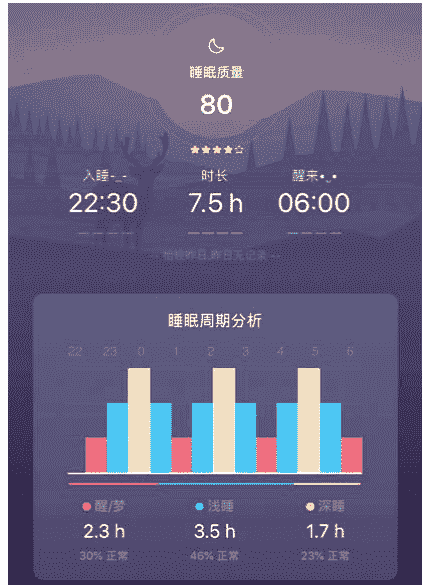 睡眠质量
80
入睡-_- 时长 醒来•_•
22:30 7.5 h 06:00
睡眠周期分析
22 23 0 1 2 3 4 5 6
醒/梦 浅睡 深睡
2.3 h 3.5 h 1.7 h
30% 正常 46% 正常 23% 正常